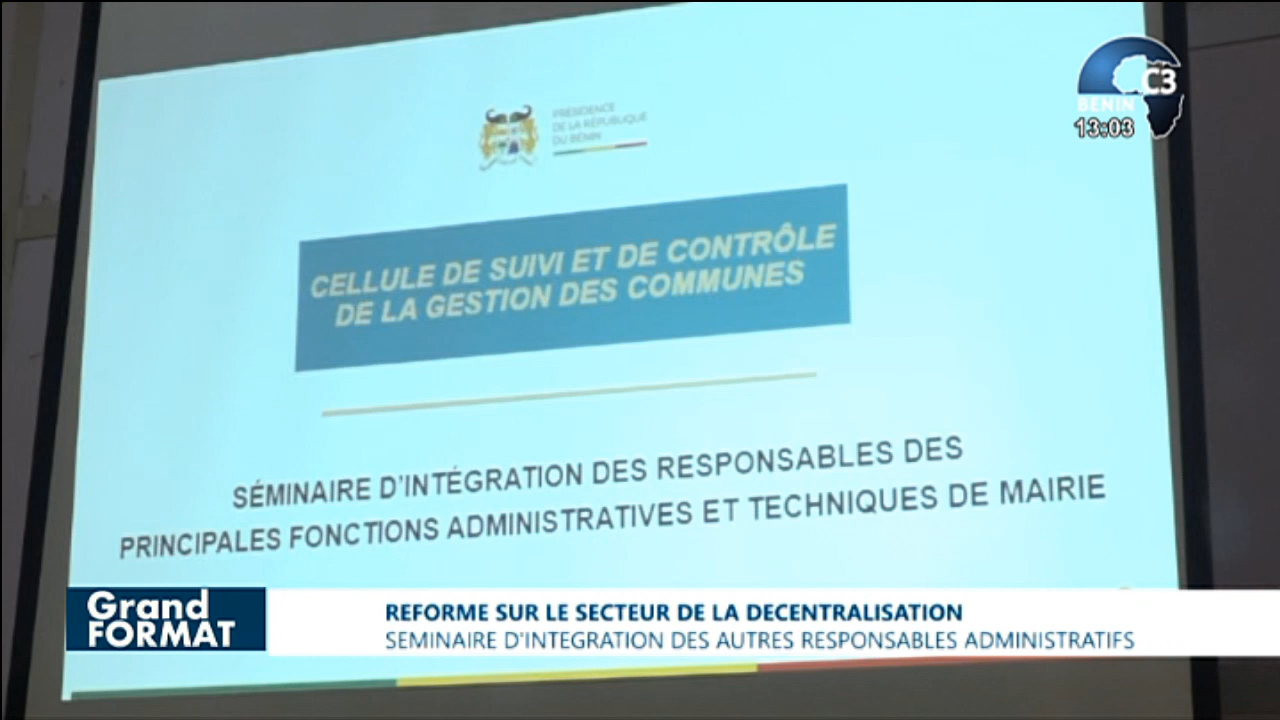 PRÉSIDENCE
DE LA RÉPUBLIQUE
DU BÉNIN
C3
BENIN
13:03
CELLULE DE SUIVI ET DE CONTRÔLE
DE LA GESTION DES COMMUNES
SÉMINAIRE D'INTÉGRATION DES RESPONSABLES DES
PRINCIPALES FONCTIONS ADMINISTRATIVES ET TECHNIQUES DE MAIRIE
Grand
FORMAT
REFORME SUR LE SECTEUR DE LA DECENTRALISATION
SEMINAIRE D'INTEGRATION DES AUTRES RESPONSABLES ADMINISTRATIFS